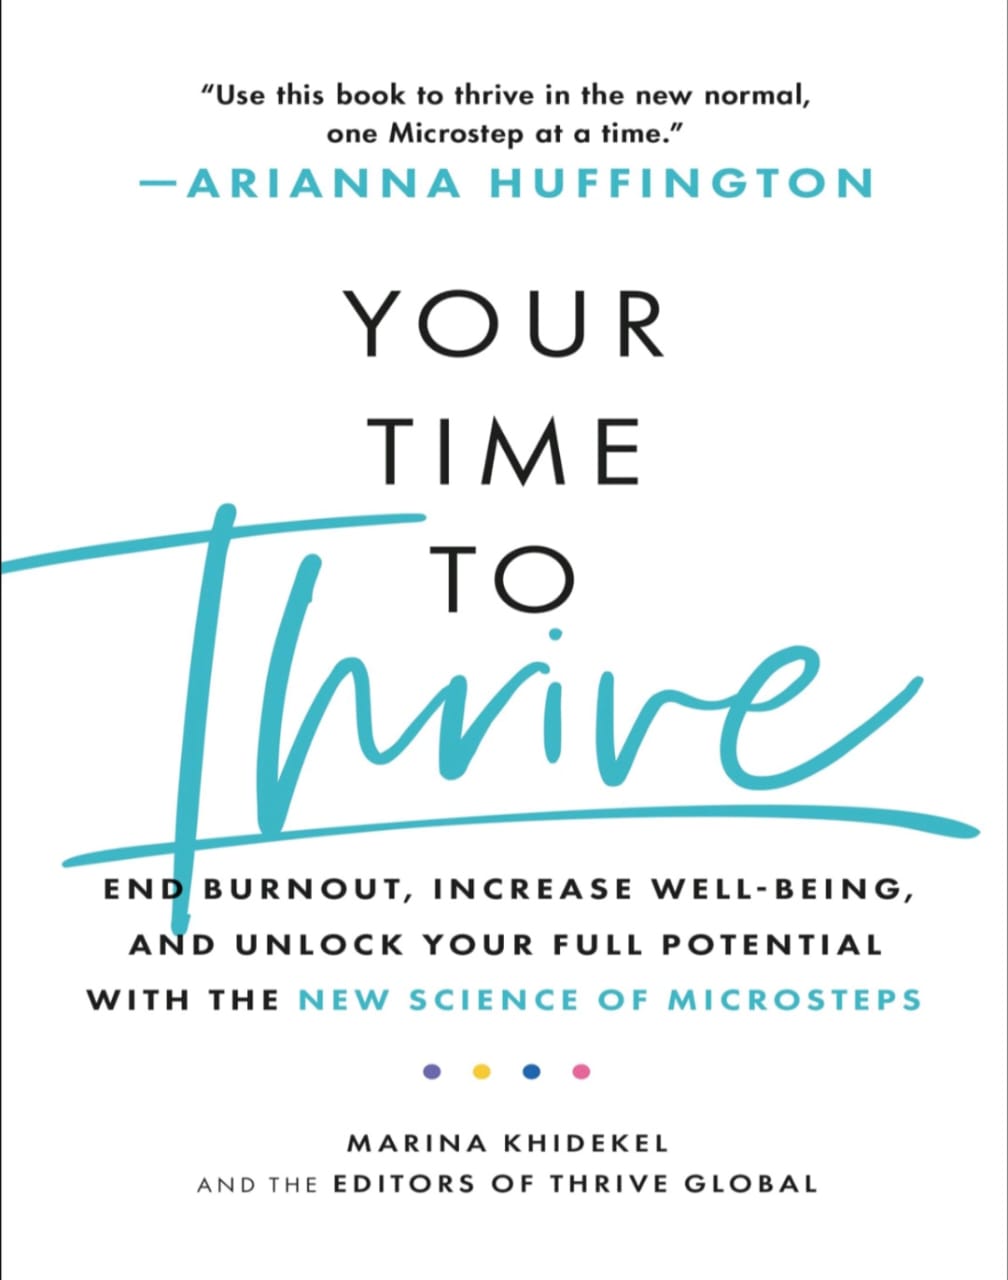 “Use this book to thrive in the new normal,
one Microstep at a time.”
—ARIANNA HUFFINGTON
YOUR
TIME
TO
Thrive
END BURNOUT, INCREASE WELL-BEING,
AND UNLOCK YOUR FULL POTENTIAL
WITH THE NEW SCIENCE OF MICROSTEPS
MARINA KHIDEKEL
AND THE EDITORS OF THRIVE GLOBAL